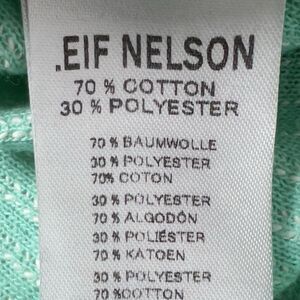 .EIF NELSON
70 % COTTON
30 % POLYESTER
70 % BAUMWOLLE
30 % POLYESTER
70% COTON
30 % POLYESTER
70 % ALGODÓN
30 % POLIÉSTER
70 % KATOEN
30 % POLYESTER
70 %COTTON